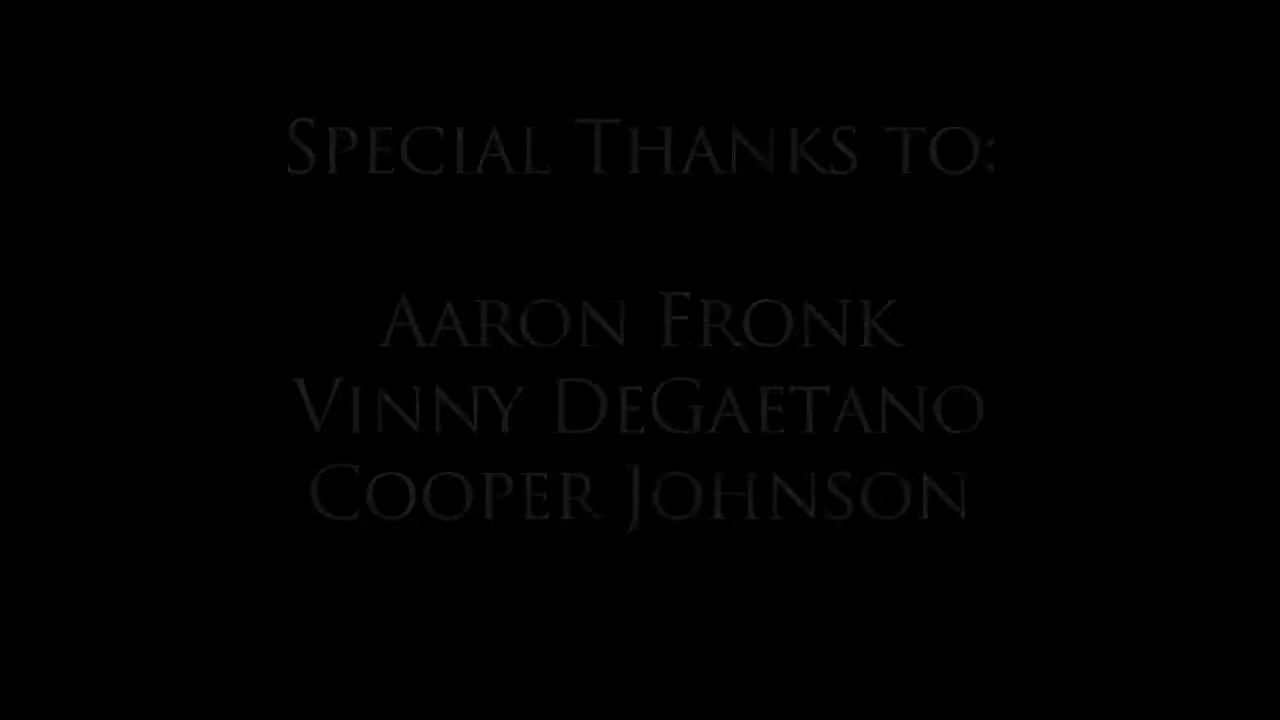 Special Thanks to:
Aaron Fronk
Vinny DeGaetano
Cooper Johnson